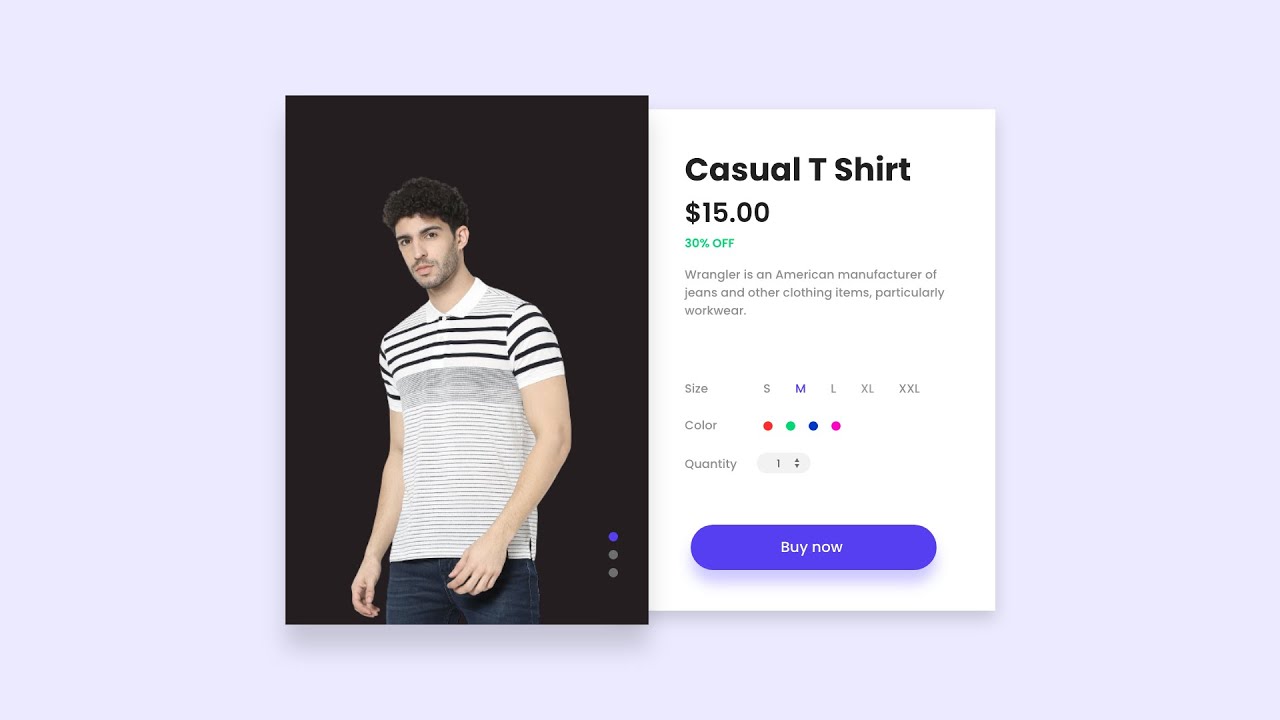 Casual T Shirt
$15.00
30% OFF
Wrangler is an American manufacturer of
jeans and other clothing items, particularly
workwear.
Size S M L XL XXL
Color
Quantity 1
Buy now